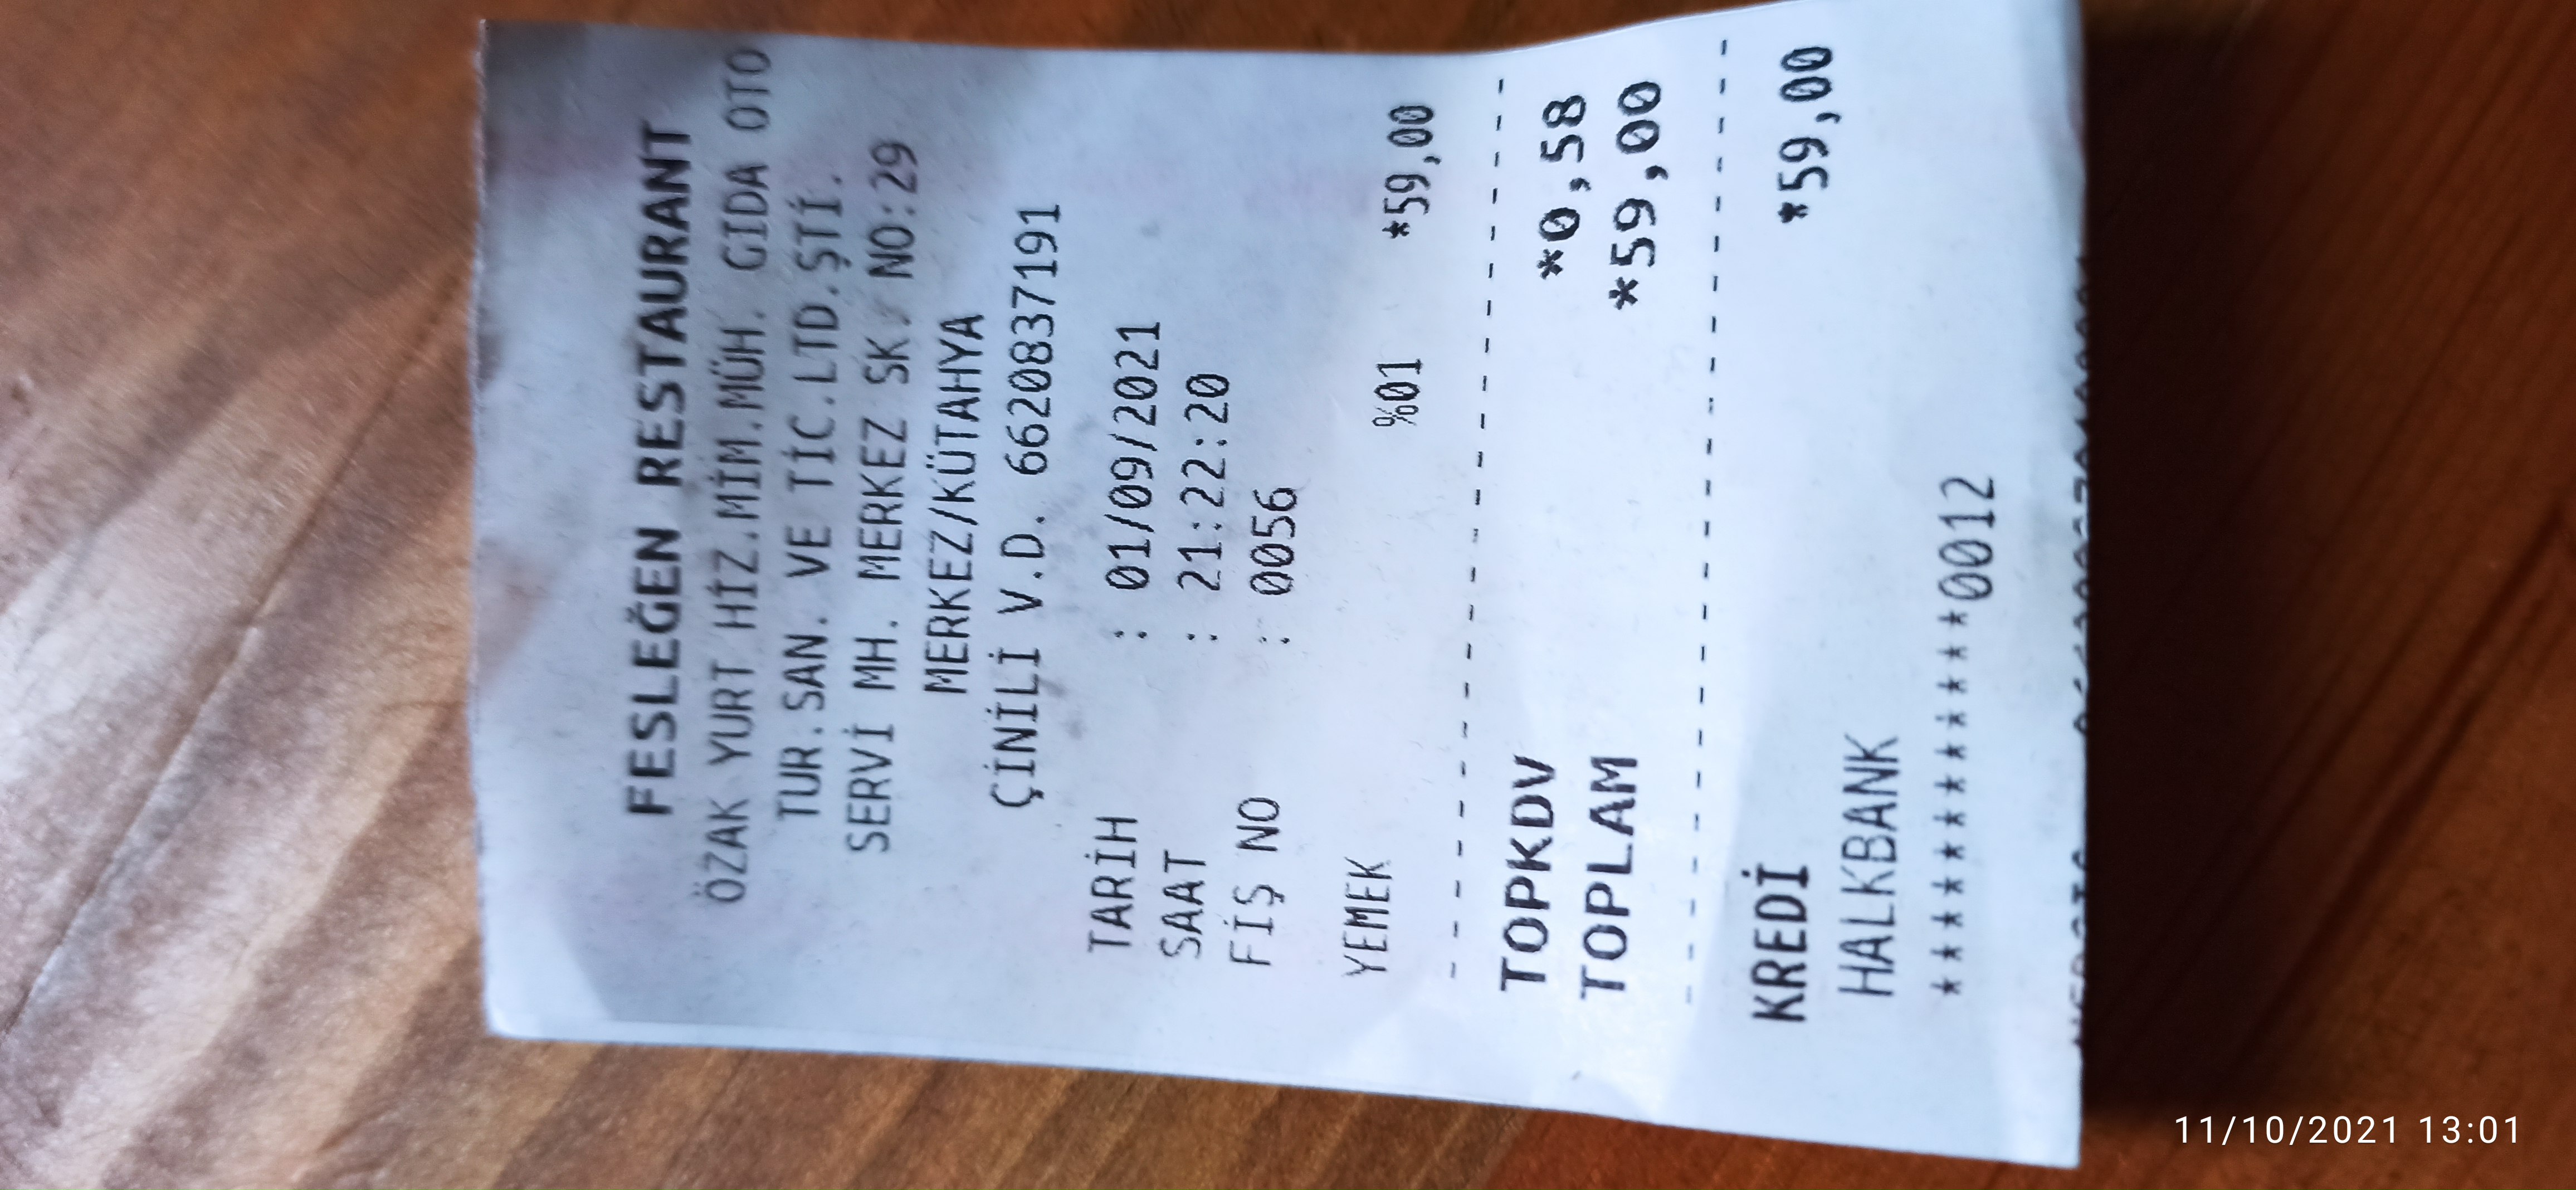 FESLEĞEN RESTAURANT
ÖZAK YURT HİZ.MİM.MÜH. GIDA OTO
TUR.SAN. VE TİC.LTD.ŞTİ.
SERVİ MH. MERKEZ SK. NO:29
MERKEZ/KÜTAHYA
ÇİNİLİ V.D. 6620837191
TARİH : 01/09/2021
SAAT : 21:22:20
FİŞ NO : 0056
YEMEK %01 *59,00
TOPKDV *0,58
TOPLAM *59,00
KREDİ *59,00
HALKBANK
************0012
11/10/2021 13:01